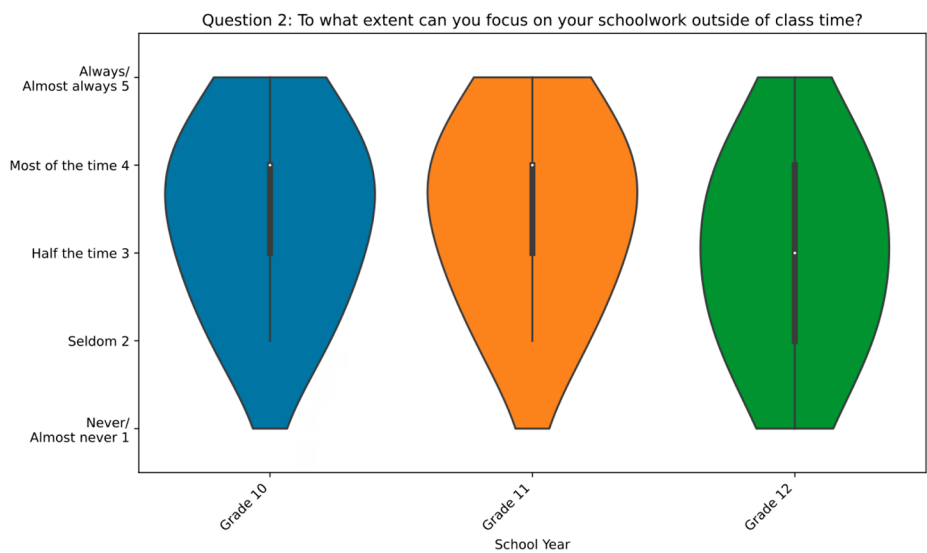 Question 2: To what extent can you focus on your schoolwork outside of class time?
Always/
Almost always 5
Most of the time 4
Half the time 3
Seldom 2
Never/
Almost never 1
Grade 10
Grade 11
Grade 12
School Year